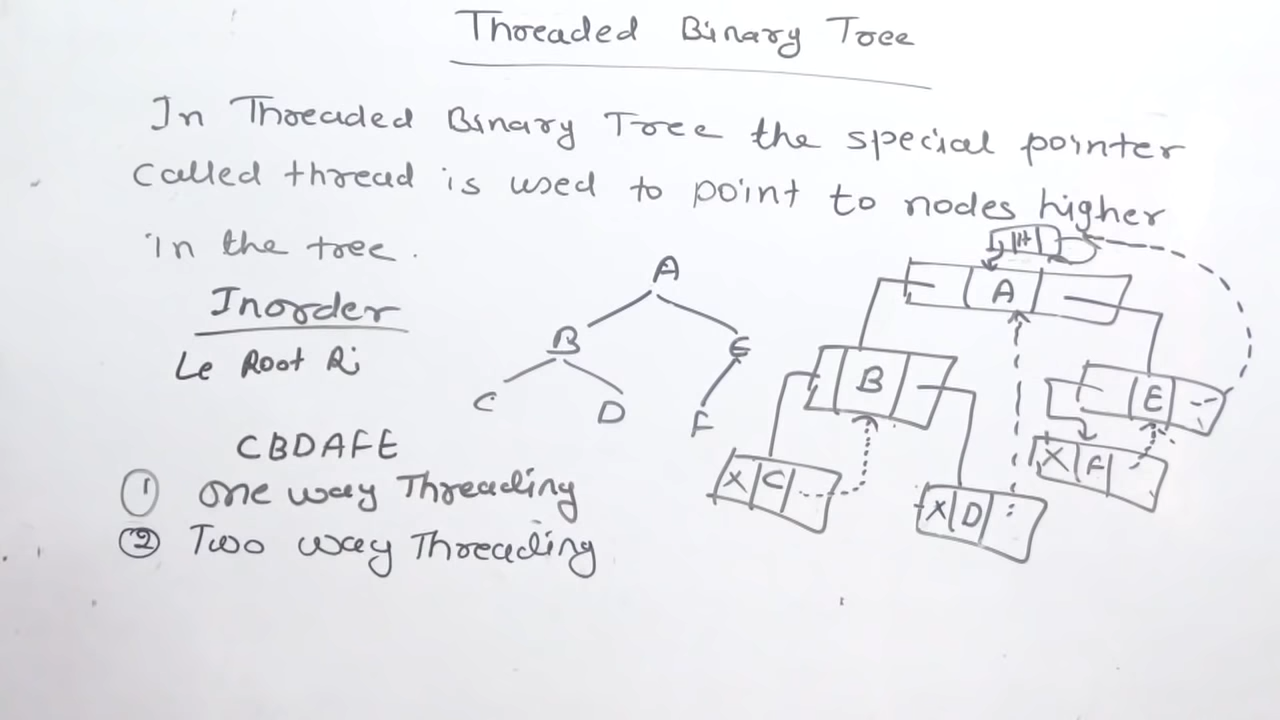 Threaded Binary Tree
In Threaded Binary Tree the special pointer
called thread is used to point to nodes higher
in the tree.
Inorder
Le Root Ri
CBDAFE
① one way Threading
② Two way Threading
A
B E
C D F
H
A
B E
X C X D X F